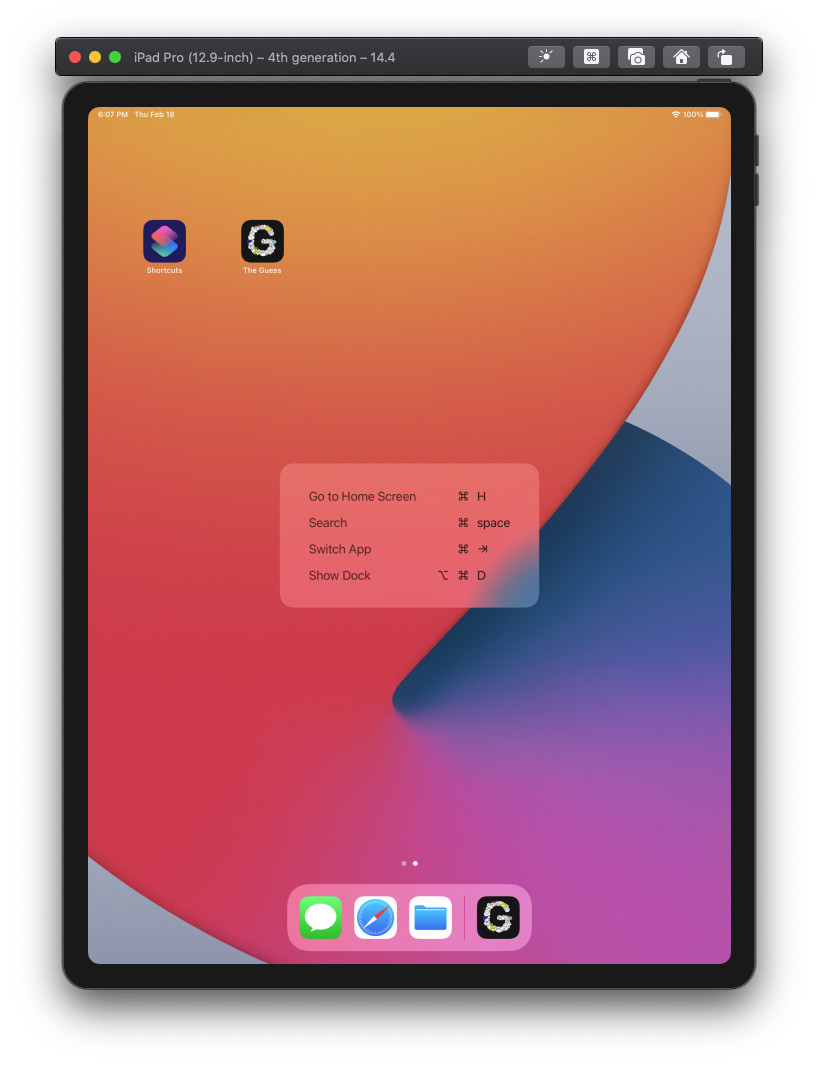 iPad Pro (12.9-inch) – 4th generation – 14.4
6:07 PM Thu Feb 18
100%
Shortcuts
The Guess
Go to Home Screen ⌘ H
Search ⌘ space
Switch App ⌘ ⇥
Show Dock ⌥ ⌘ D